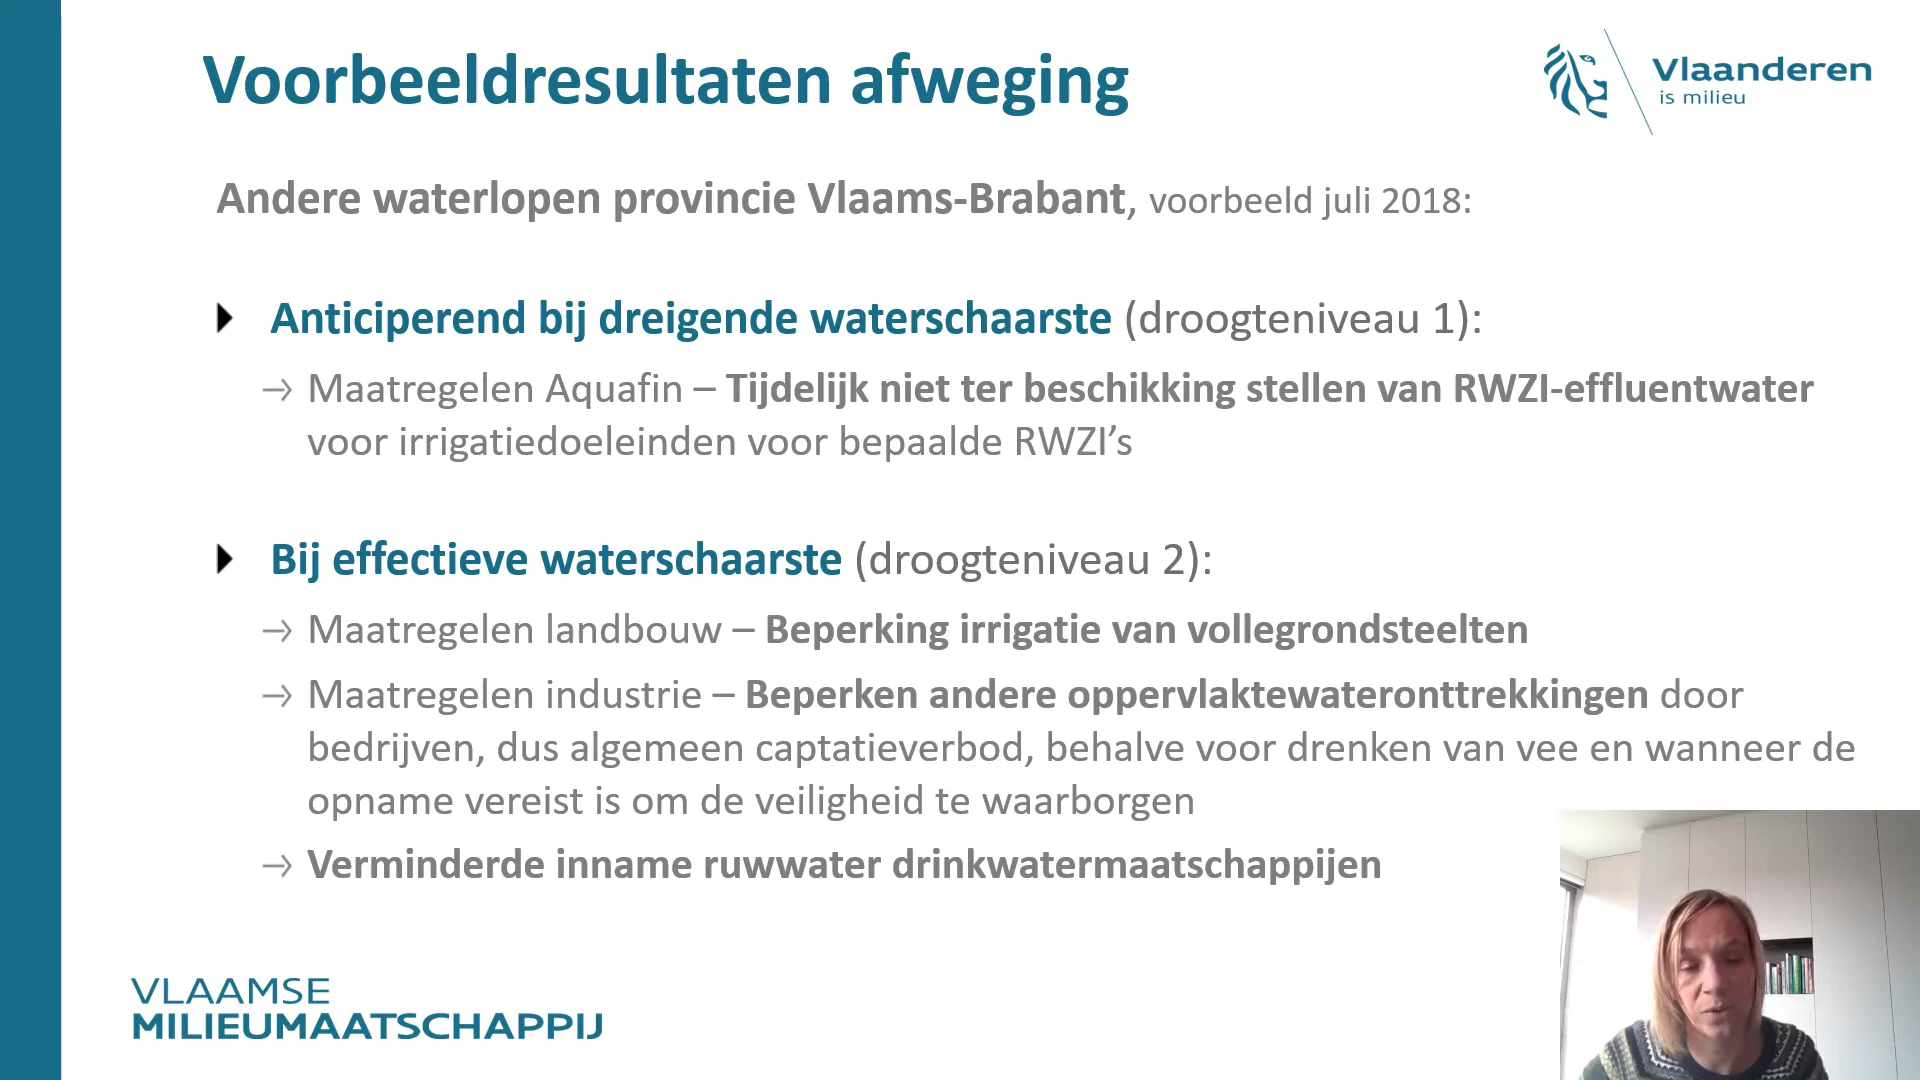 Voorbeeldresultaten afweging
Vlaanderen
is milieu
Andere waterlopen provincie Vlaams-Brabant, voorbeeld juli 2018:
Anticiperend bij dreigende waterschaarste (droogteniveau 1):
Maatregelen Aquafin – Tijdelijk niet ter beschikking stellen van RWZI-effluentwater
voor irrigatiedoeleinden voor bepaalde RWZI’s
Bij effectieve waterschaarste (droogteniveau 2):
Maatregelen landbouw – Beperking irrigatie van vollegrondsteelten
Maatregelen industrie – Beperken andere oppervlaktewateronttrekkingen door
bedrijven, dus algemeen captatieverbod, behalve voor drenken van vee en wanneer de
opname vereist is om de veiligheid te waarborgen
Verminderde inname ruwwater drinkwatermaatschappijen
VLAAMSE
MILIEUMAATSCHAPPIJ